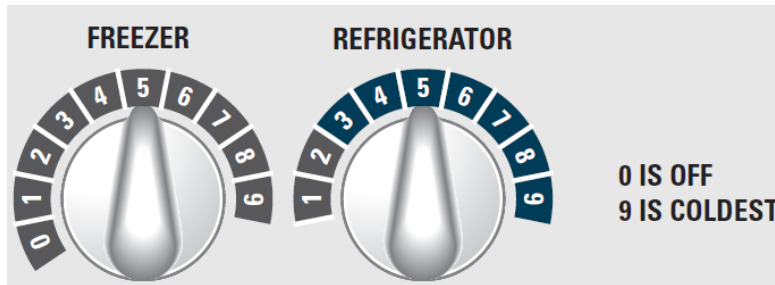 FREEZER
0 1 2 3 4 5 6 7 8 9
REFRIGERATOR
1 2 3 4 5 6 7 8 9
0 IS OFF
9 IS COLDEST